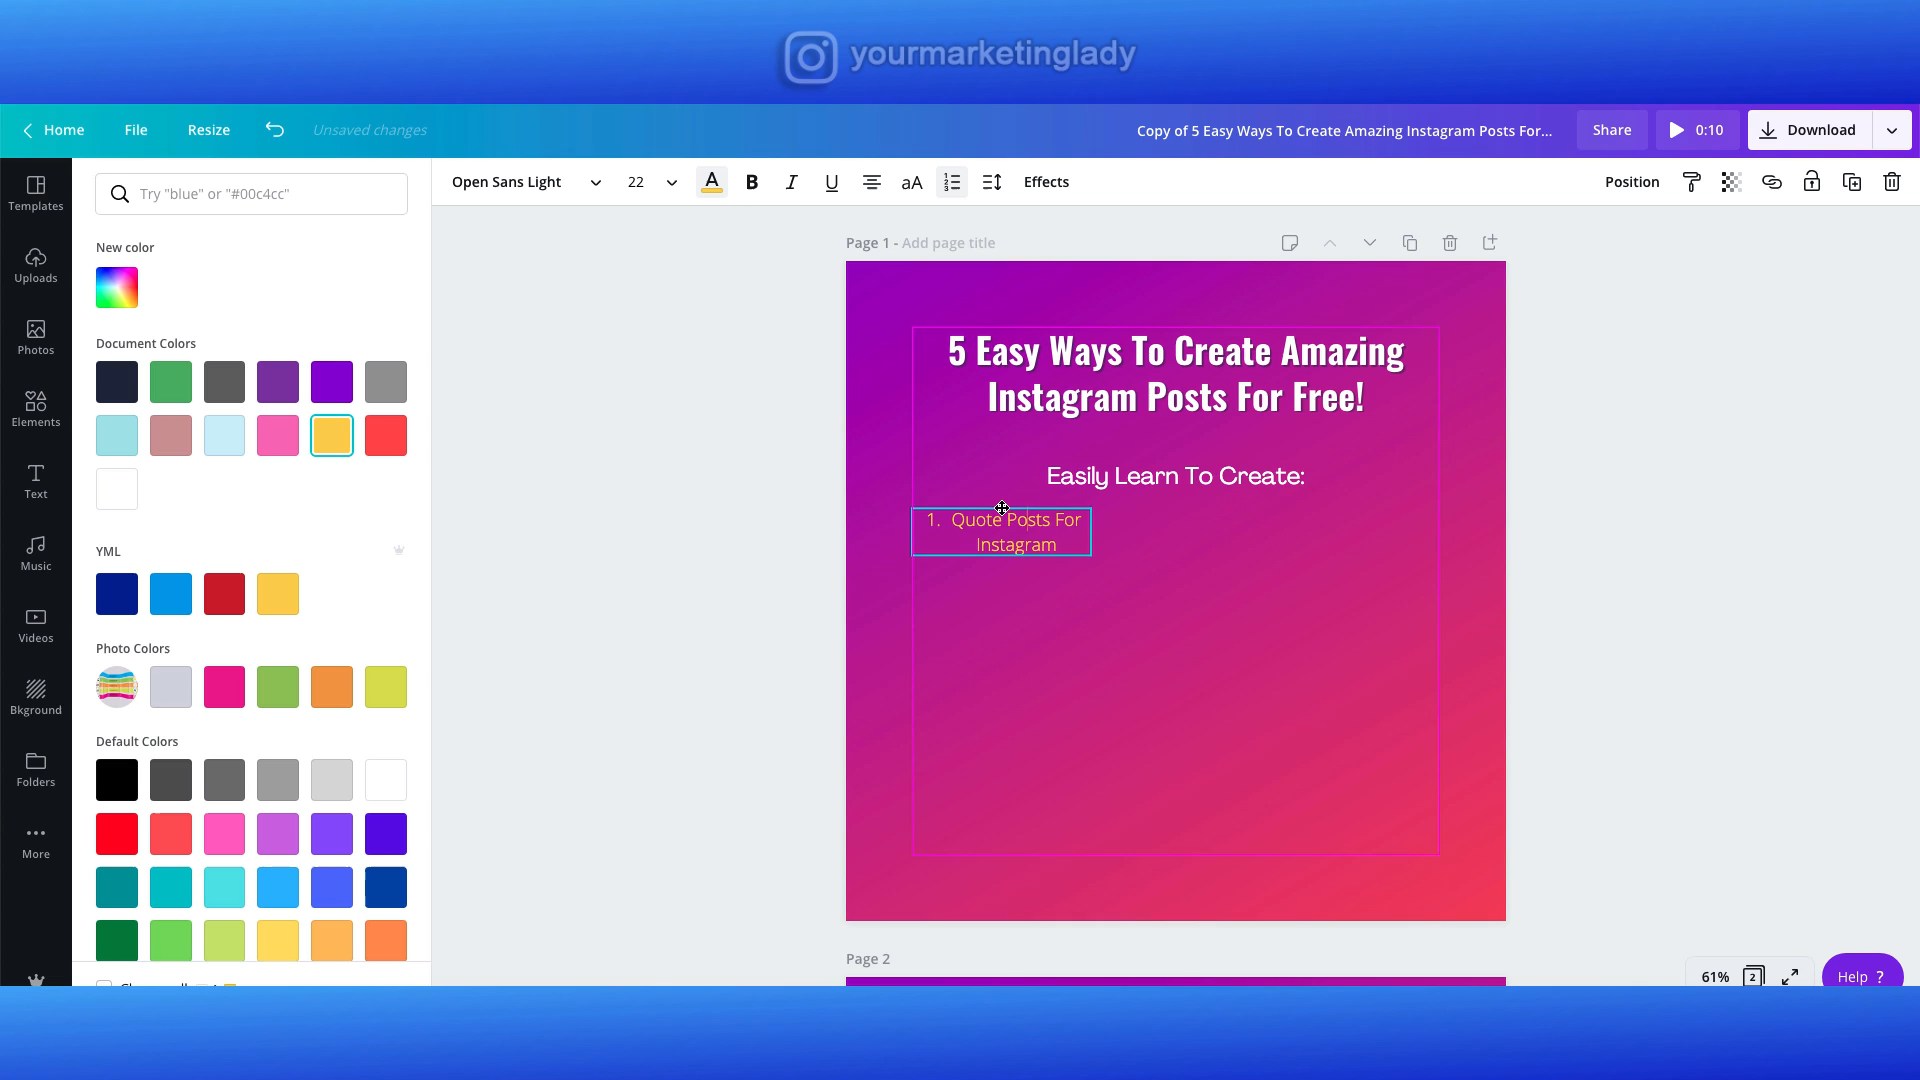 yourmarketinglady
Home File Resize Unsaved changes Copy of 5 Easy Ways To Create Amazing Instagram Posts For... Share 0:10 Download
Open Sans Light 22 A B I U aA Effects Position
Templates
Uploads
Photos
Elements
Text
Music
Videos
Bkground
Folders
More
Try "blue" or "#00c4cc"
New color
Document Colors
YML
Photo Colors
Default Colors
Page 1 - Add page title
5 Easy Ways To Create Amazing
Instagram Posts For Free!
Easily Learn To Create:
1. Quote Posts For
Instagram
Page 2
61% 2 Help ?